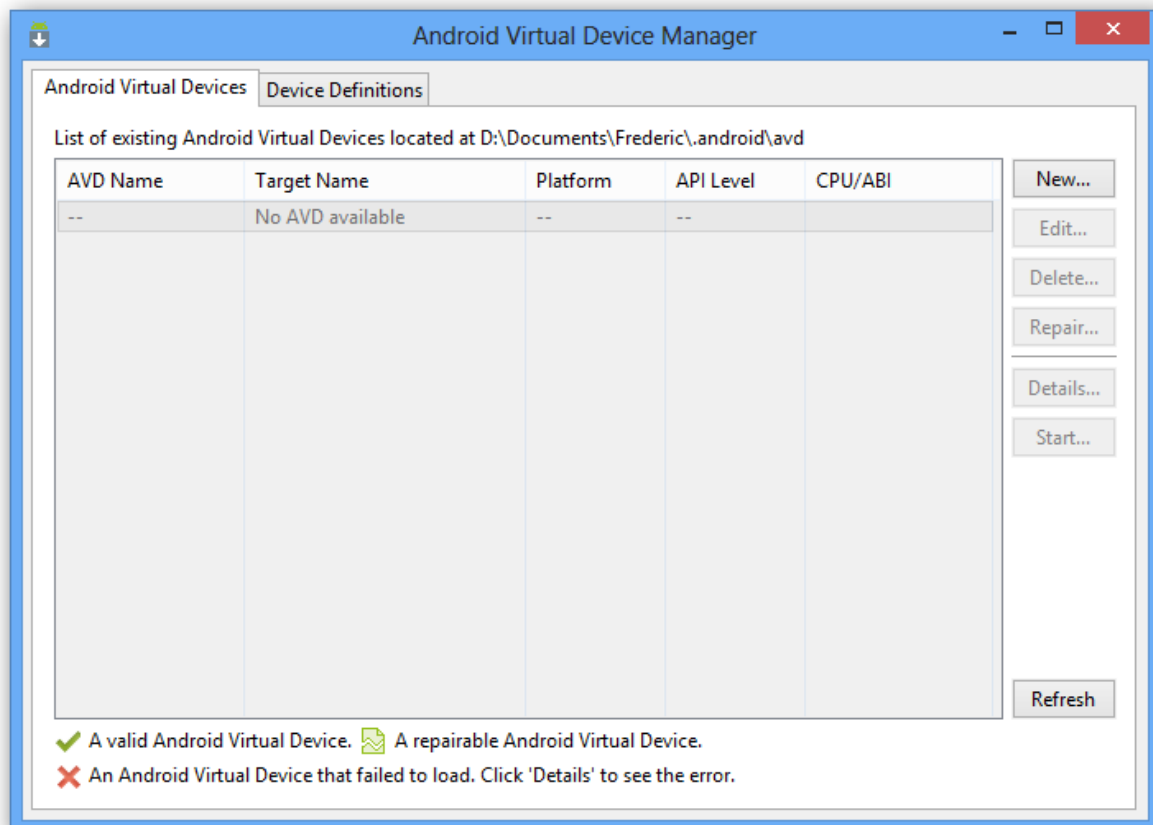 Android Virtual Device Manager
Android Virtual Devices Device Definitions
List of existing Android Virtual Devices located at D:\Documents\Frederic\.android\avd
AVD Name Target Name Platform API Level CPU/ABI New...
-- No AVD available -- --
Edit...
Delete...
Repair...
Details...
Start...
Refresh
A valid Android Virtual Device. A repairable Android Virtual Device.
An Android Virtual Device that failed to load. Click 'Details' to see the error.